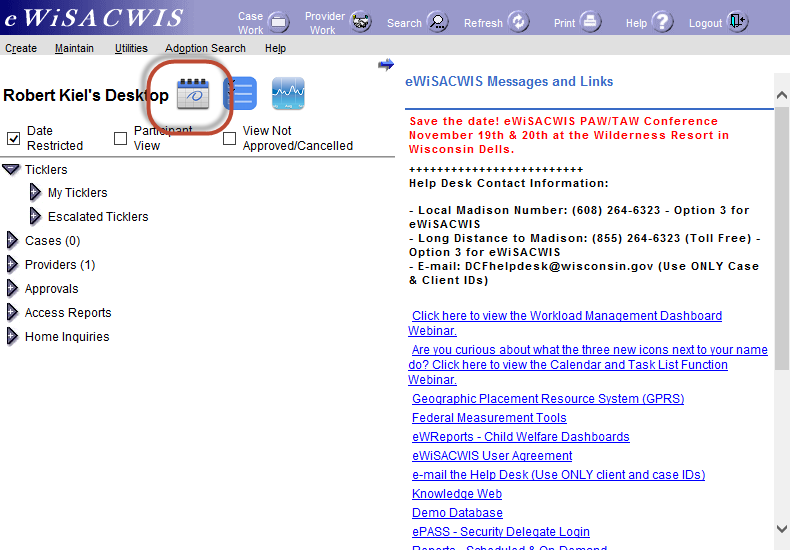 eWiSACWIS
Case Work
Provider Work
Search
Refresh
Print
Help
Logout
Create Maintain Utilities Adoption Search Help
Robert Kiel's Desktop
Date Restricted
Participant View
View Not Approved/Cancelled
Ticklers
My Ticklers
Escalated Ticklers
Cases (0)
Providers (1)
Approvals
Access Reports
Home Inquiries
eWiSACWIS Messages and Links
Save the date! eWiSACWIS PAW/TAW Conference
November 19th & 20th at the Wilderness Resort in
Wisconsin Dells.
+++++++++++++++++++++++++
Help Desk Contact Information:
- Local Madison Number: (608) 264-6323 - Option 3 for
eWiSACWIS
- Long Distance to Madison: (855) 264-6323 (Toll Free) -
Option 3 for eWiSACWIS
- E-mail: DCFhelpdesk@wisconsin.gov (Use ONLY Case
& Client IDs)
Click here to view the Workload Management Dashboard
Webinar.
Are you curious about what the three new icons next to your name
do? Click here to view the Calendar and Task List Function
Webinar.
Geographic Placement Resource System (GPRS)
Federal Measurement Tools
eWReports - Child Welfare Dashboards
eWiSACWIS User Agreement
e-mail the Help Desk (Use ONLY client and case IDs)
Knowledge Web
Demo Database
ePASS - Security Delegate Login
Reports - Scheduled & On-Demand